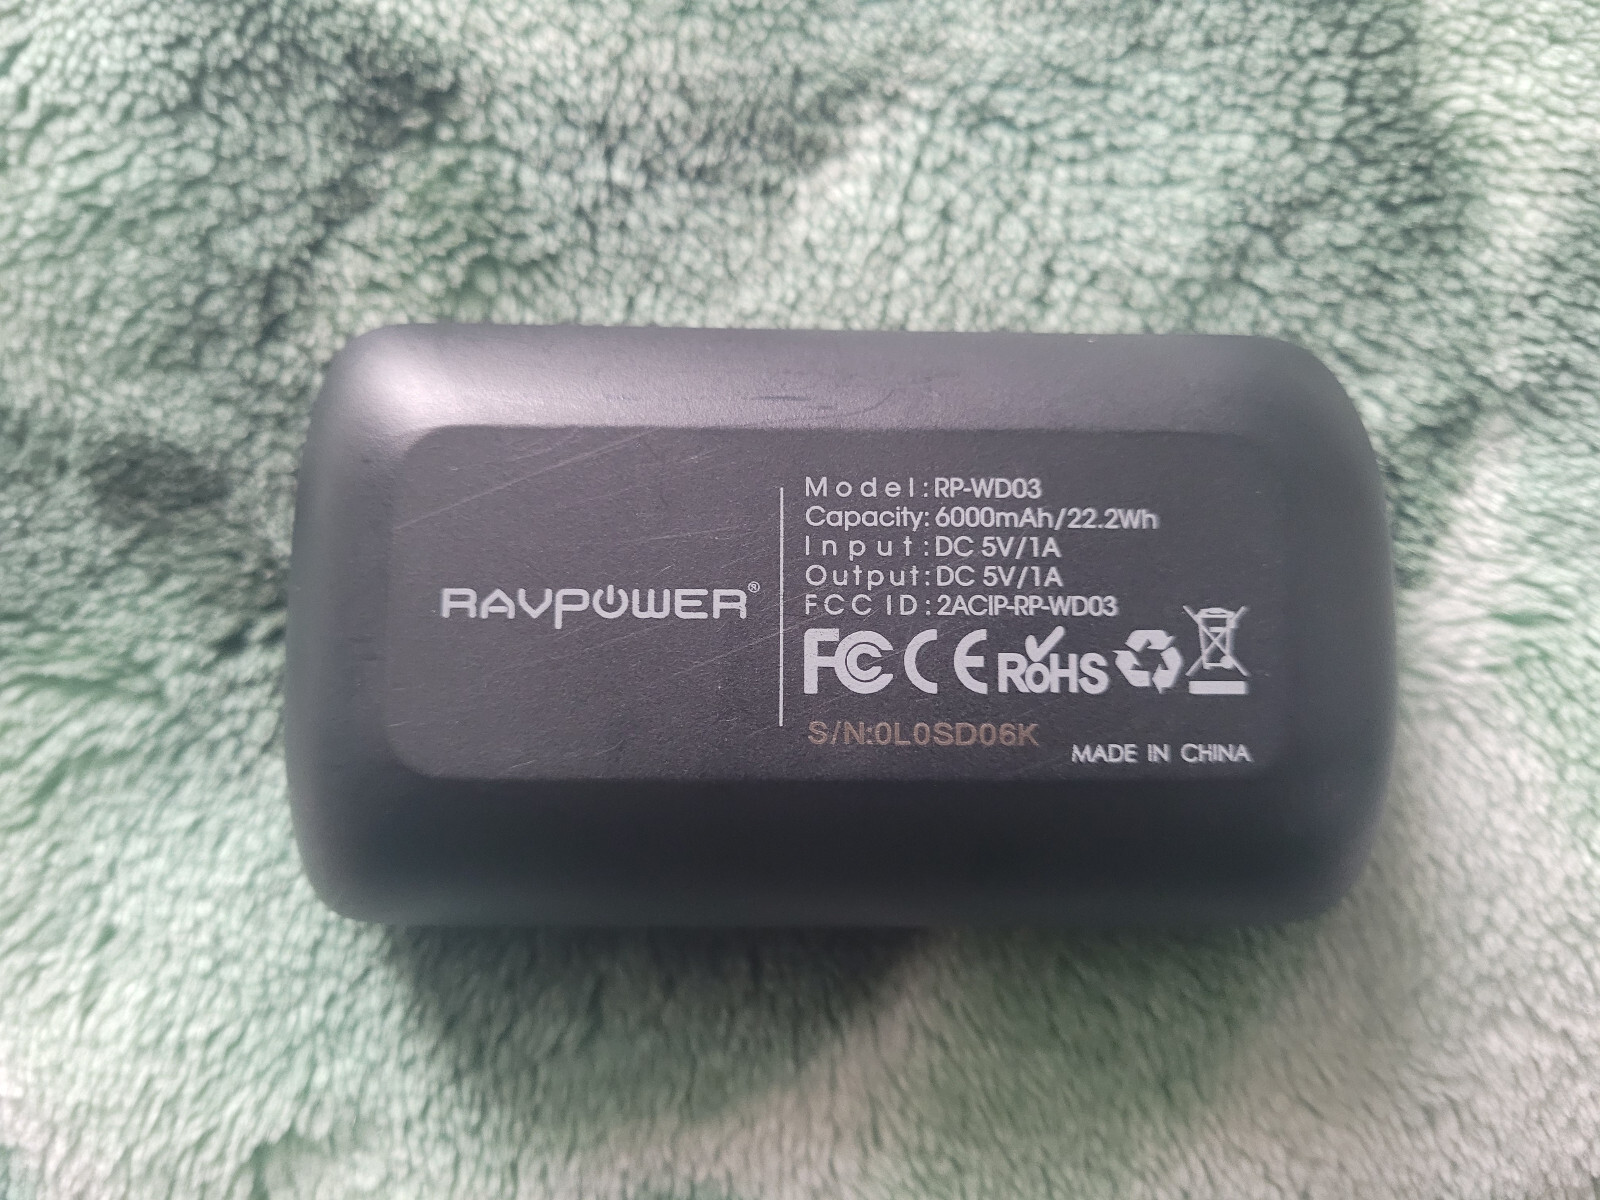 RAVPOWER®
Model: RP-WD03
Capacity: 6000mAh/22.2Wh
Input: DC 5V/1A
Output: DC 5V/1A
FCC ID: 2ACIP-RP-WD03
FC CE RoHS
S/N:0L0SD06K
MADE IN CHINA